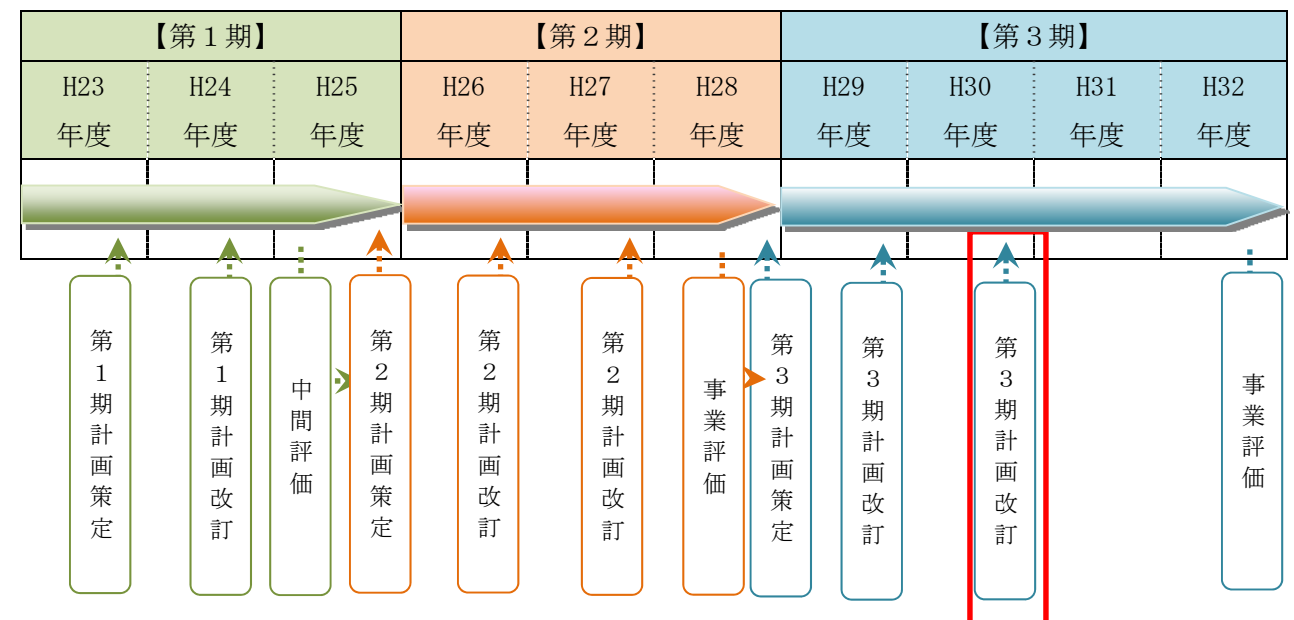 【第１期】
【第２期】
【第３期】
H23
年度
H24
年度
H25
年度
H26
年度
H27
年度
H28
年度
H29
年度
H30
年度
H31
年度
H32
年度
第１期計画策定
第１期計画改訂
中間評価
第２期計画策定
第２期計画改訂
第２期計画改訂
事業評価
第３期計画策定
第３期計画改訂
第３期計画改訂
事業評価